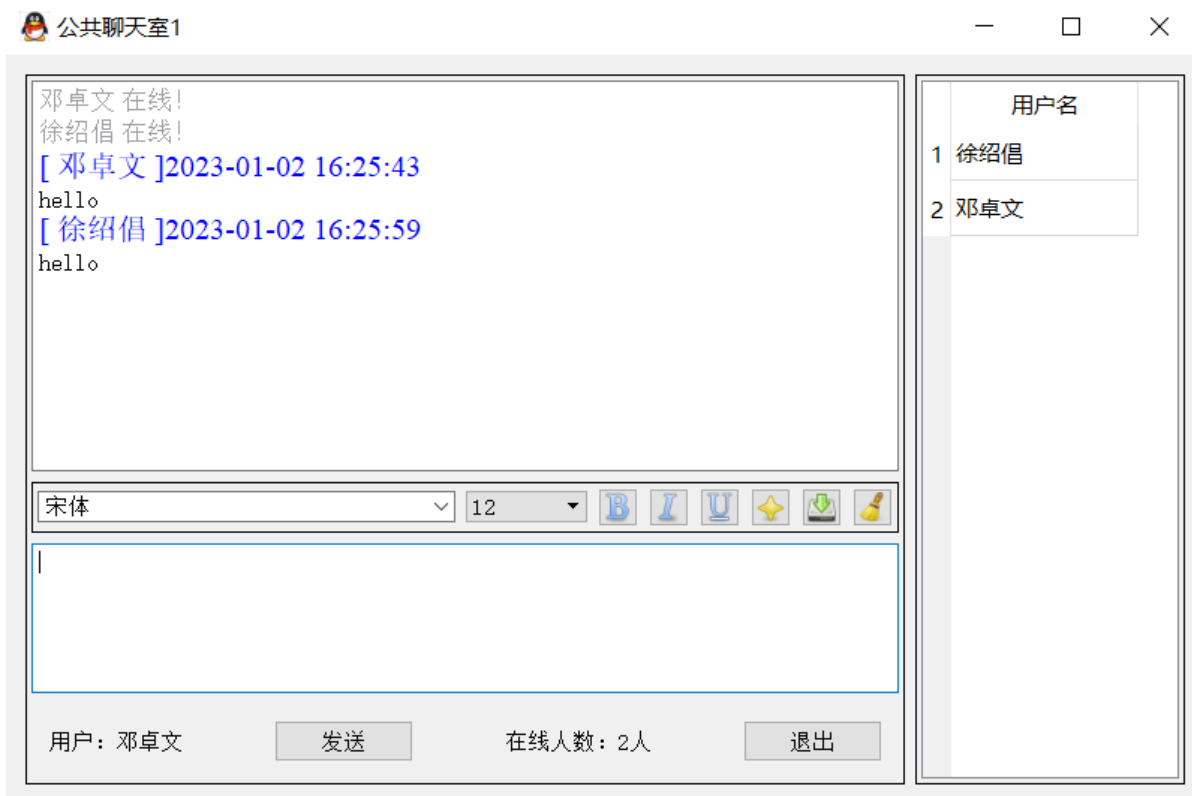 公共聊天室1
邓卓文 在线!
徐绍倡 在线!
[ 邓卓文 ]2023-01-02 16:25:43
hello
[ 徐绍倡 ]2023-01-02 16:25:59
hello
宋体 12 B I U
用户：邓卓文 发送 在线人数：2人 退出
用户名
1 徐绍倡
2 邓卓文